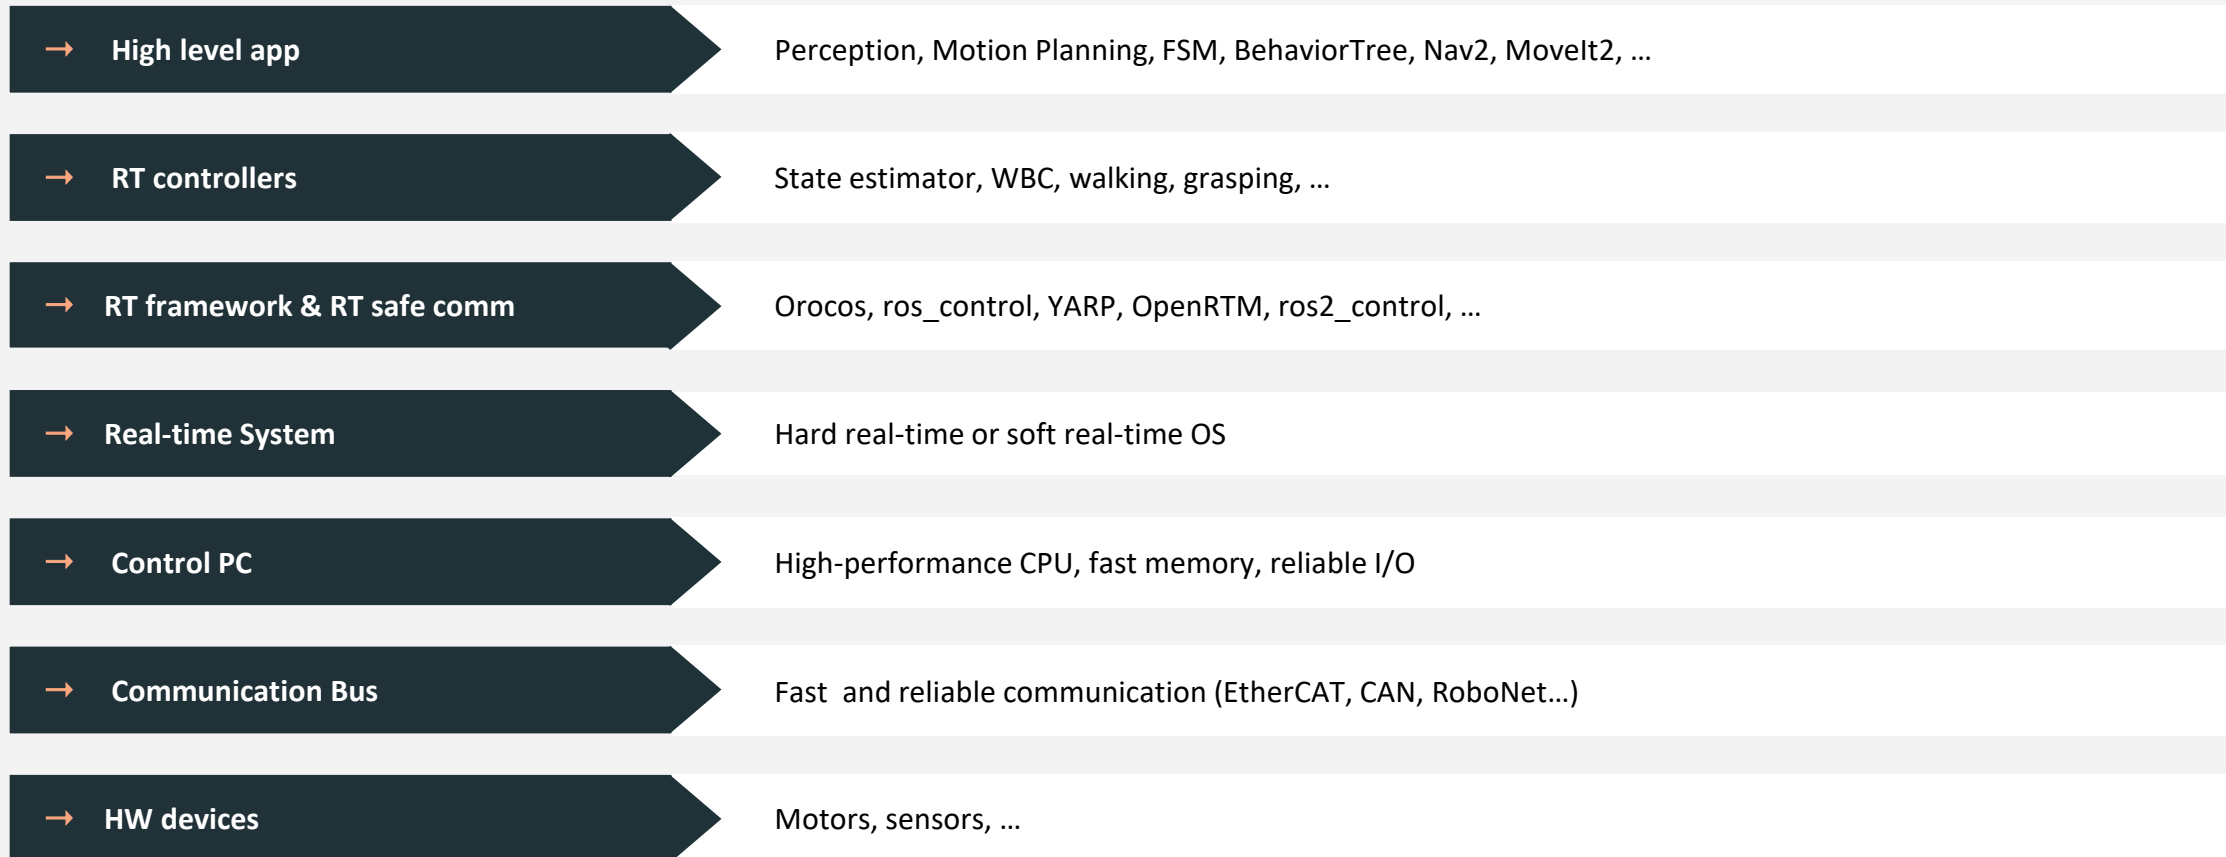 → High level app
Perception, Motion Planning, FSM, BehaviorTree, Nav2, MoveIt2, ...
→ RT controllers
State estimator, WBC, walking, grasping, ...
→ RT framework & RT safe comm
Orocos, ros_control, YARP, OpenRTM, ros2_control, ...
→ Real-time System
Hard real-time or soft real-time OS
→ Control PC
High-performance CPU, fast memory, reliable I/O
→ Communication Bus
Fast  and reliable communication (EtherCAT, CAN, RoboNet...)
→ HW devices
Motors, sensors, ...